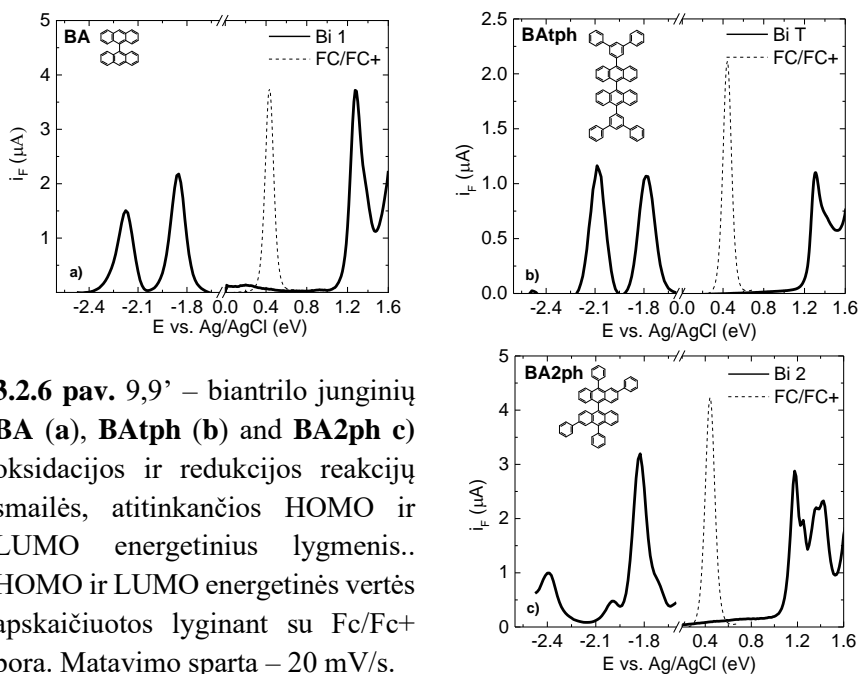 BA
Bi 1
FC/FC+
5
4
3
2
1
i_F (µA)
a)
-2.4 -2.1 -1.8 0.0 0.4 0.8 1.2 1.6
E vs. Ag/AgCl (eV)
BAtph
Bi T
FC/FC+
2.5
2.0
1.5
1.0
0.5
0.0
i_F (µA)
b)
-2.4 -2.1 -1.8 0.4 0.8 1.2 1.6
E vs. Ag/AgCl (eV)
3.2.6 pav. 9,9’ – biantrilo junginių
BA (a), BAtph (b) and BA2ph c)
oksidacijos ir redukcijos reakcijų
smailės, atitinkančios HOMO ir
LUMO energetinius lygmenis..
HOMO ir LUMO energetinės vertės
apskaičiuotos lyginant su Fc/Fc+
pora. Matavimo sparta – 20 mV/s.
BA2ph
Bi 2
FC/FC+
5
4
3
2
1
0
i_F (µA)
c)
-2.4 -2.1 -1.8 0.4 0.8 1.2 1.6
E vs. Ag/AgCl (eV)